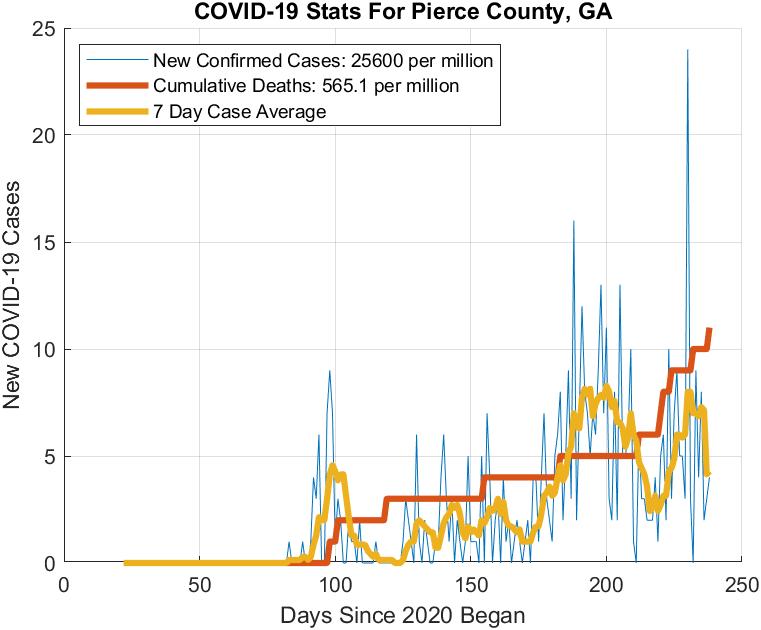 COVID-19 Stats For Pierce County, GA
25
New Confirmed Cases: 25600 per million
Cumulative Deaths: 565.1 per million
7 Day Case Average
20
15
10
5
0
New COVID-19 Cases
0 50 100 150 200 250
Days Since 2020 Began